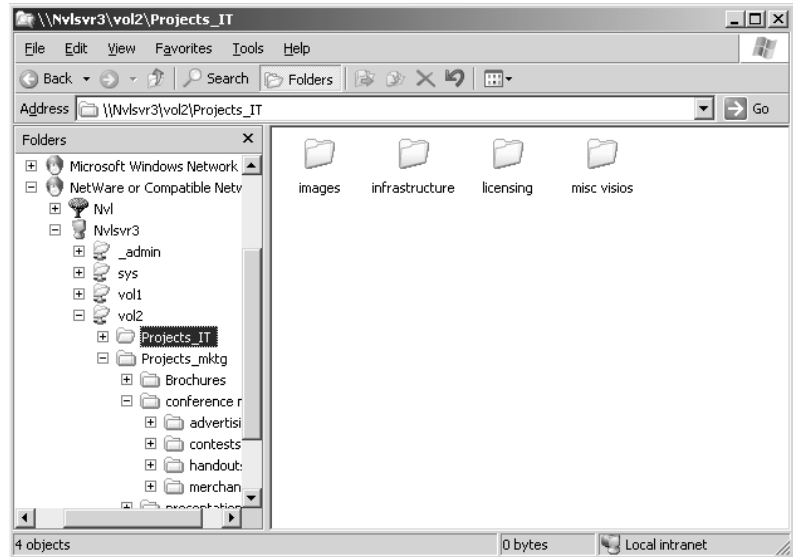 \\Nvlsvr3\vol2\Projects_IT
File Edit View Favorites Tools Help
Back Search Folders
Address \\Nvlsvr3\vol2\Projects_IT Go
Folders
Microsoft Windows Network
NetWare or Compatible Netw
Nvl
Nvlsvr3
_admin
sys
vol1
vol2
Projects_IT
Projects_mktg
Brochures
conference r
advertisi
contests
handout
merchan
images infrastructure licensing misc visios
4 objects 0 bytes Local intranet